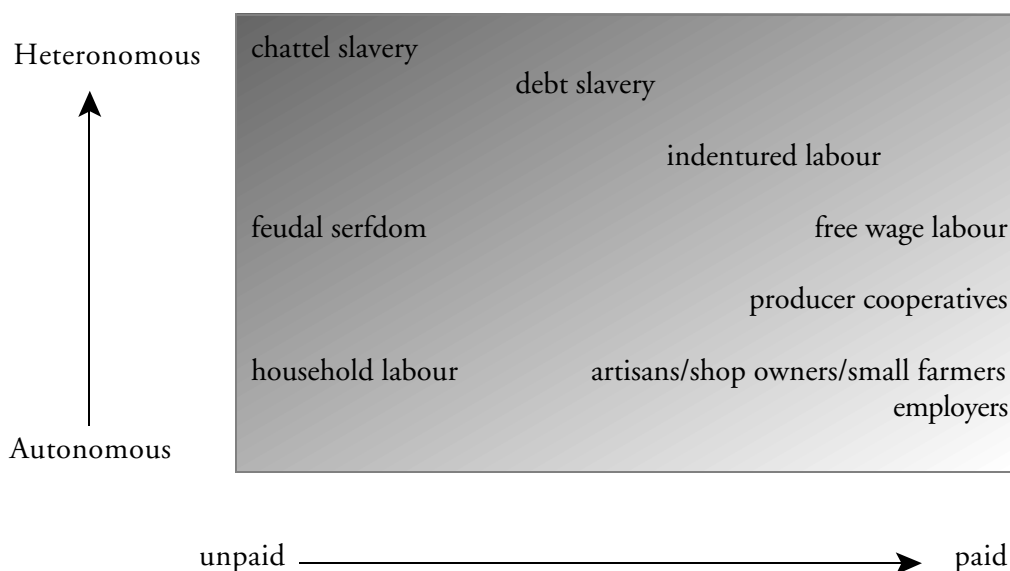 Heteronomous
chattel slavery
debt slavery
indentured labour
feudal serfdom
free wage labour
producer cooperatives
household labour
artisans/shop owners/small farmers
employers
Autonomous
unpaid
paid